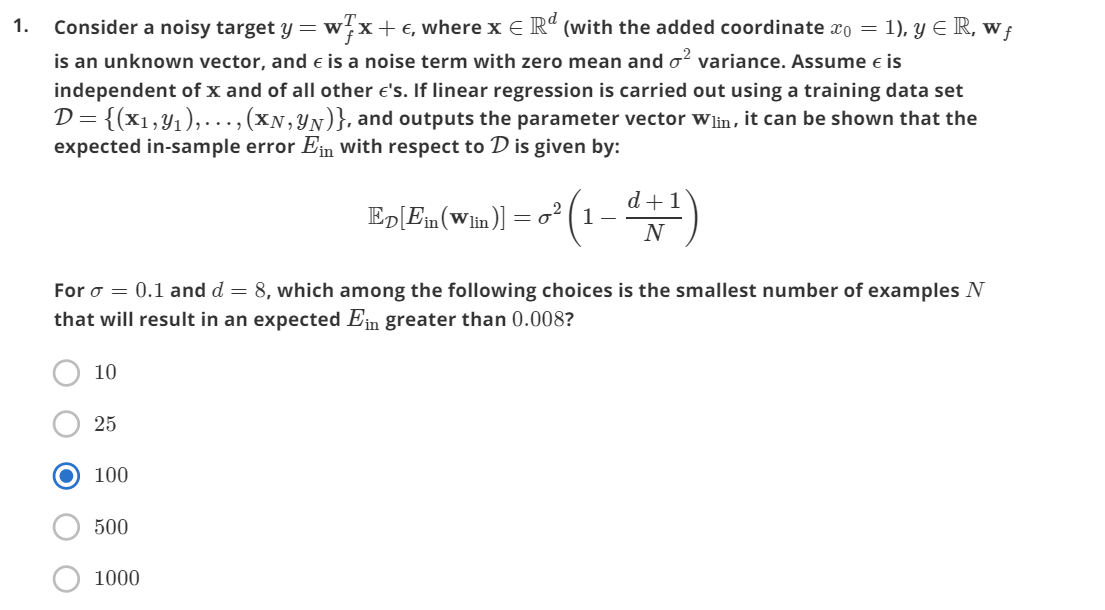 1. Consider a noisy target $y = \mathbf{w}_f^T \mathbf{x} + \epsilon$, where $\mathbf{x} \in \mathbb{R}^d$ (with the added coordinate $x_0 = 1$), $y \in \mathbb{R}$, $\mathbf{w}_f$
is an unknown vector, and $\epsilon$ is a noise term with zero mean and $\sigma^2$ variance. Assume $\epsilon$ is
independent of $\mathbf{x}$ and of all other $\epsilon$'s. If linear regression is carried out using a training data set
$\mathcal{D} = \{(\mathbf{x}_1, y_1), \ldots, (\mathbf{x}_N, y_N)\}$, and outputs the parameter vector $\mathbf{w}_{\text{lin}}$, it can be shown that the
expected in-sample error $E_{\text{in}}$ with respect to $\mathcal{D}$ is given by:
$\mathbb{E}_{\mathcal{D}}[E_{\text{in}}(\mathbf{w}_{\text{lin}})] = \sigma^2 \left(1 - \frac{d+1}{N}\right)$
For $\sigma = 0.1$ and $d = 8$, which among the following choices is the smallest number of examples $N$
that will result in an expected $E_{\text{in}}$ greater than $0.008$?
10
25
100
500
1000